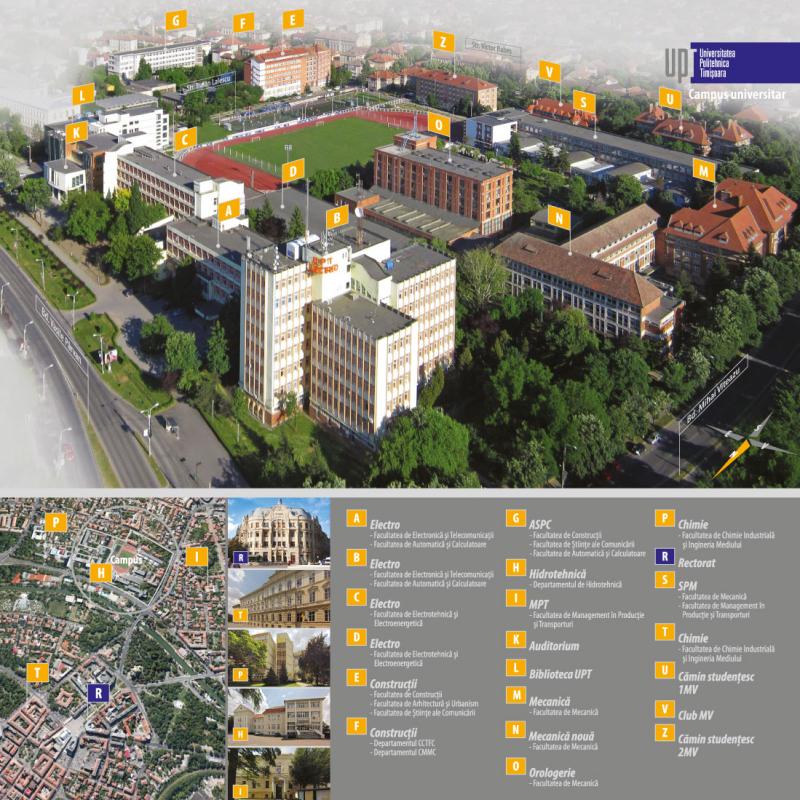 G
F
E
Z
Str. Victor Babeș
UPT Universitatea
Politehnica
Timișoara
Campus universitar
L
V
S
U
K
C
O
D
M
A
B
N
Bd. Vasile Pârvan
Bd. Mihai Viteazu
P
Campus
H
I
T
R
R
T
P
H
I
A Electro
- Facultatea de Electronică și Telecomunicații
- Facultatea de Automatică și Calculatoare
B Electro
- Facultatea de Electronică și Telecomunicații
- Facultatea de Automatică și Calculatoare
C Electro
- Facultatea de Electrotehnică și
Electroenergetică
D Electro
- Facultatea de Electrotehnică și
Electroenergetică
E Construcții
- Facultatea de Construcții
- Facultatea de Arhitectură și Urbanism
- Facultatea de Științe ale Comunicării
F Construcții
- Departamentul CCTFC
- Departamentul CMMC
G ASPC
- Facultatea de Construcții
- Facultatea de Științe ale Comunicării
- Facultatea de Automatică și Calculatoare
H Hidrotehnică
- Departamentul de Hidrotehnică
I MPT
- Facultatea de Management în Producție
și Transporturi
K Auditorium
L Biblioteca UPT
M Mecanică
- Facultatea de Mecanică
N Mecanică nouă
- Facultatea de Mecanică
O Orologerie
- Facultatea de Mecanică
P Chimie
- Facultatea de Chimie Industrială
și Ingineria Mediului
R Rectorat
S SPM
- Facultatea de Mecanică
- Facultatea de Management în
Producție și Transporturi
T Chimie
- Facultatea de Chimie Industrială
și Ingineria Mediului
U Cămin studențesc
1MV
V Club MV
Z Cămin studențesc
2MV